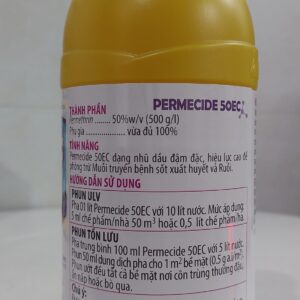 THÀNH PHẦN
PERMECIDE 50EC
Permethrin ........ 50%w/v (500 g/l)
Phụ gia ................. vừa đủ 100%
TÍNH NĂNG
Permecide 50EC dạng nhũ dầu đậm đặc, hiệu lực cao để
phòng trừ Muỗi truyền bệnh sốt xuất huyết và Ruồi.
HƯỚNG DẪN SỬ DỤNG
PHUN ULV
Pha 01 lít Permecide 50EC với 10 lít nước. Mức áp dụng:
5 ml chế phẩm/nhà 50 m³ hoặc 0,5 lít chế phẩm/ha.
PHUN TỒN LƯU
Pha trung bình 100 ml Permecide 50EC với 5 lít nước.
Phun 50 ml dung dịch pha cho 1 m² bề mặt (0.5 g
Phun ướt đều tất cả bề mặt nơi côn trùng thường đậu,
ẩn nấp hoặc
Chú ý: